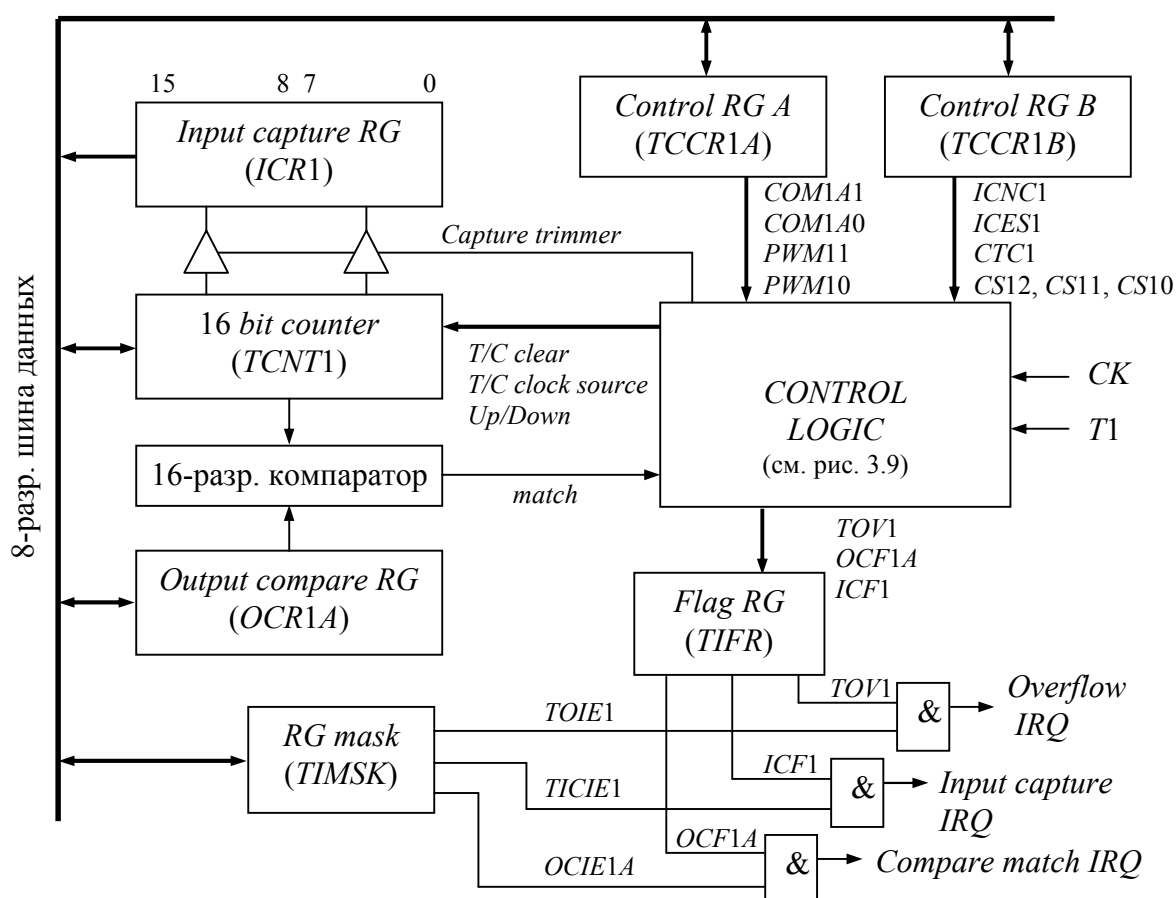 15 8 7 0
Input capture RG
(ICR1)
Control RG A
(TCCR1A)
Control RG B
(TCCR1B)
COM1A1
COM1A0
PWM11
PWM10
ICNC1
ICES1
CTC1
CS12, CS11, CS10
Capture trimmer
8-разр. шина данных
16 bit counter
(TCNT1)
T/C clear
T/C clock source
Up/Down
CONTROL
LOGIC
(см. рис. 3.9)
CK
T1
16-разр. компаратор
match
Output compare RG
(OCR1A)
TOV1
OCF1A
ICF1
Flag RG
(TIFR)
RG mask
(TIMSK)
TOIE1
TOV1
&
Overflow
IRQ
TICIE1
ICF1
&
Input capture
IRQ
OCIE1A
OCF1A
&
Compare match IRQ